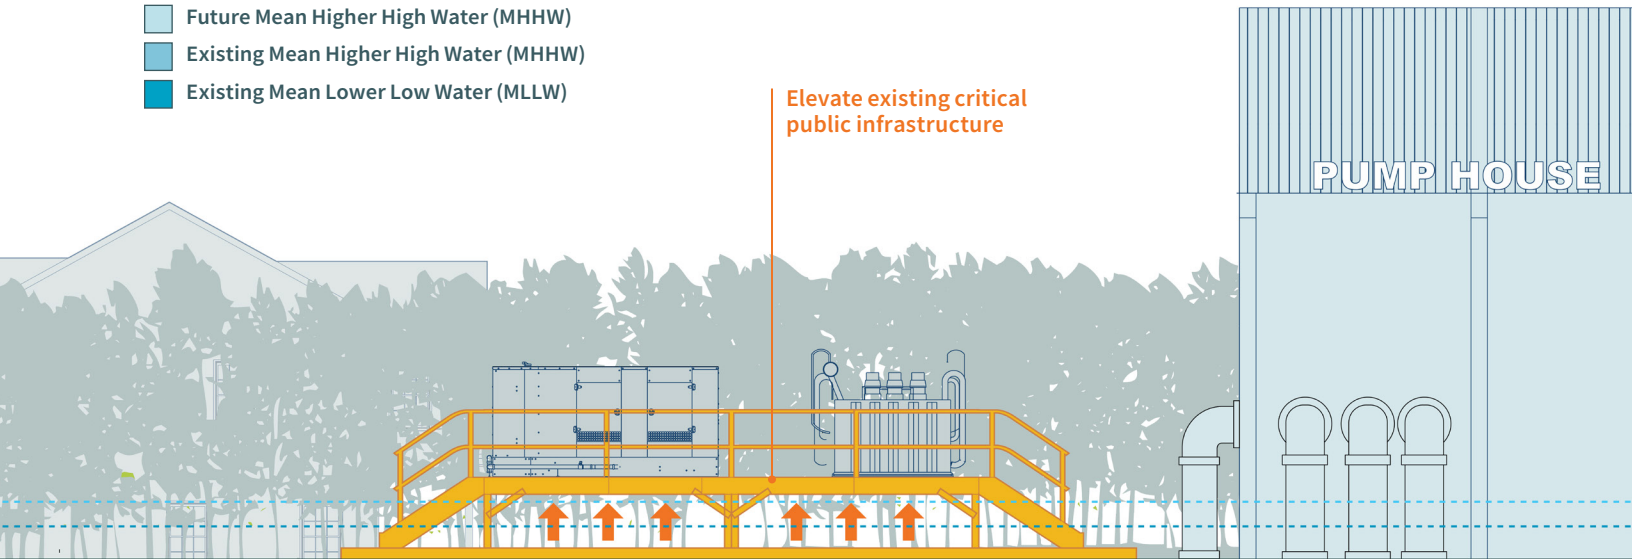 Future Mean Higher High Water (MHHW)
Existing Mean Higher High Water (MHHW)
Existing Mean Lower Low Water (MLLW)
Elevate existing critical
public infrastructure
PUMP HOUSE